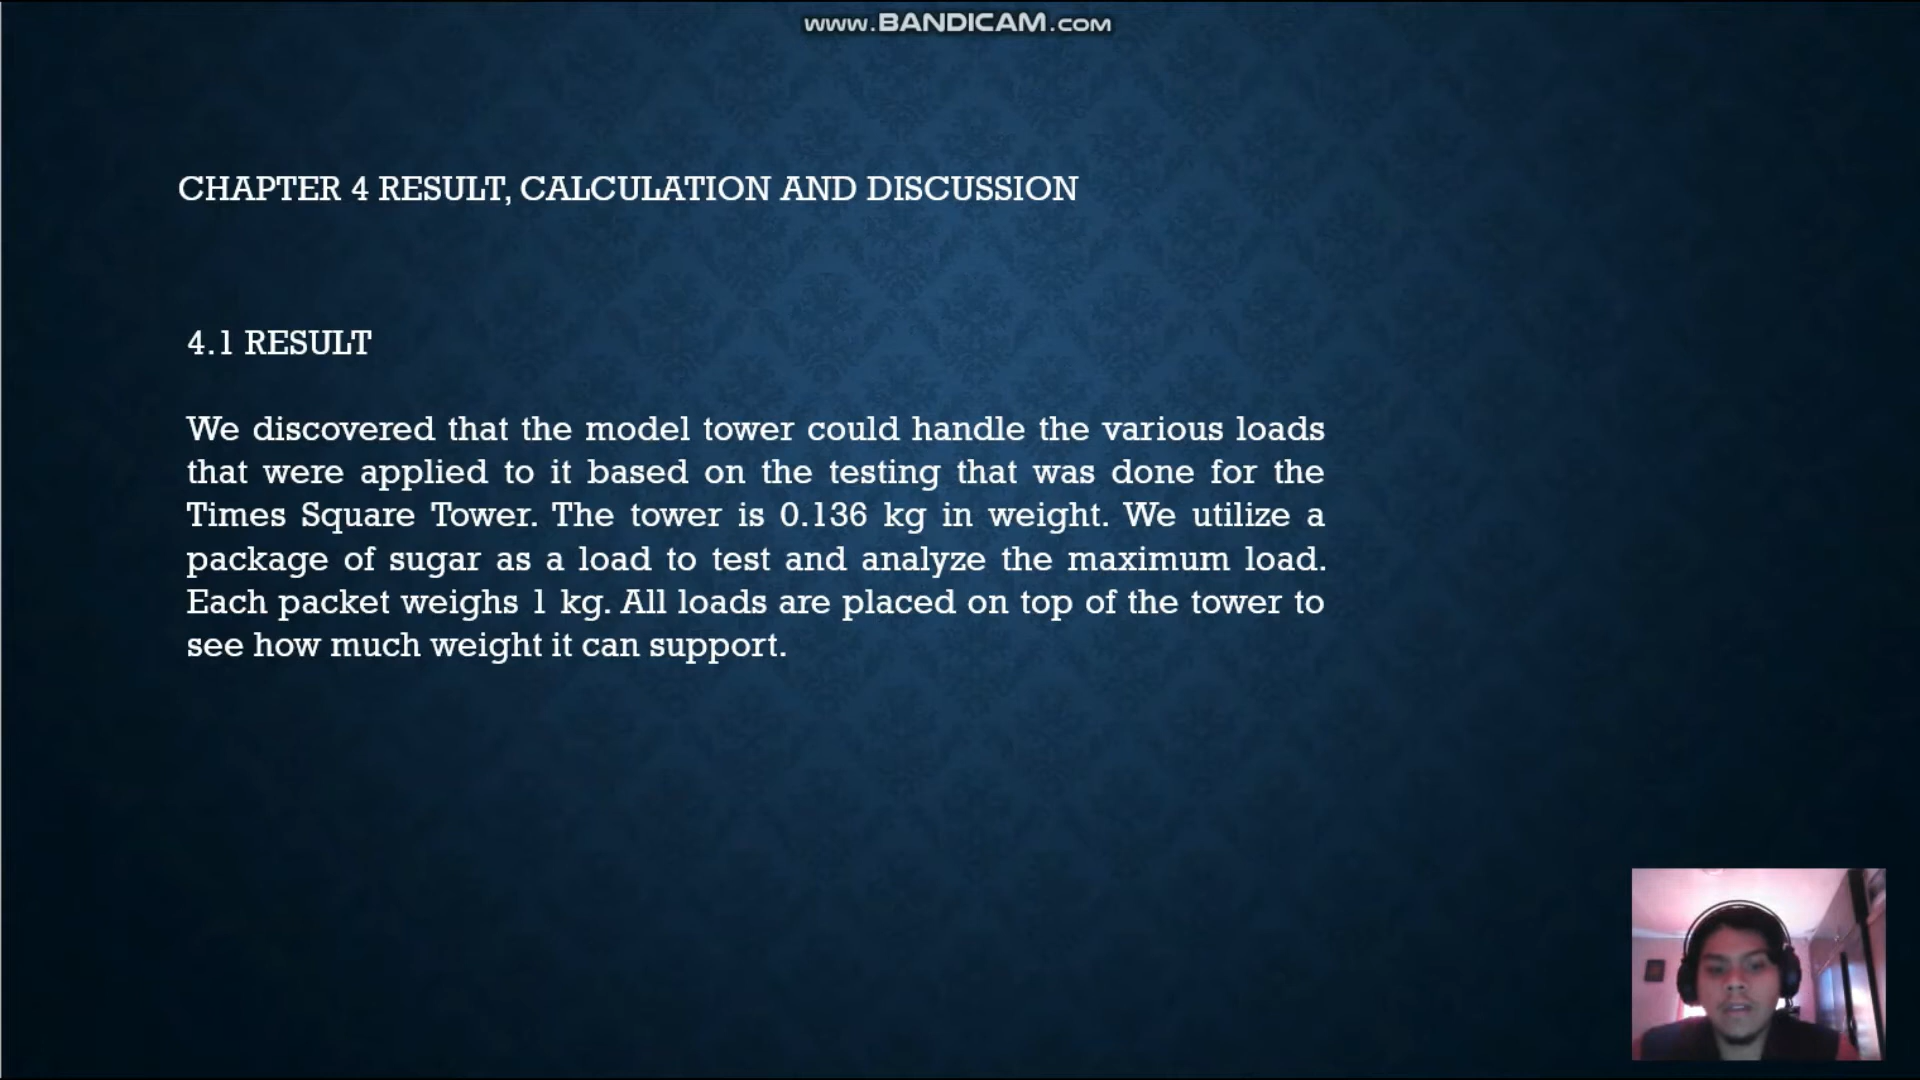 www.BANDICAM.com
CHAPTER 4 RESULT, CALCULATION AND DISCUSSION
4.1 RESULT
We discovered that the model tower could handle the various loads
that were applied to it based on the testing that was done for the
Times Square Tower. The tower is 0.136 kg in weight. We utilize a
package of sugar as a load to test and analyze the maximum load.
Each packet weighs 1 kg. All loads are placed on top of the tower to
see how much weight it can support.